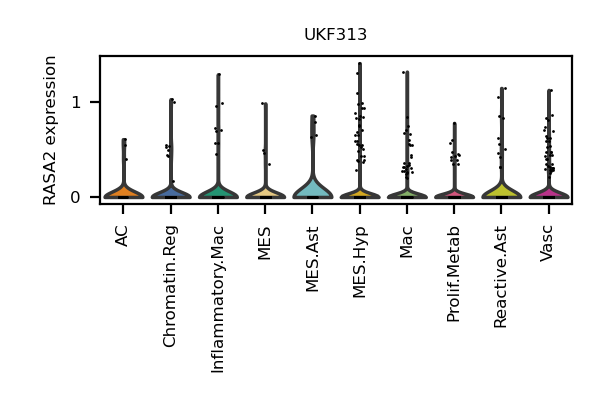 UKF313
RASA2 expression
1
0
AC
Chromatin.Reg
Inflammatory.Mac
MES
MES.Ast
MES.Hyp
Mac
Prolif.Metab
Reactive.Ast
Vasc